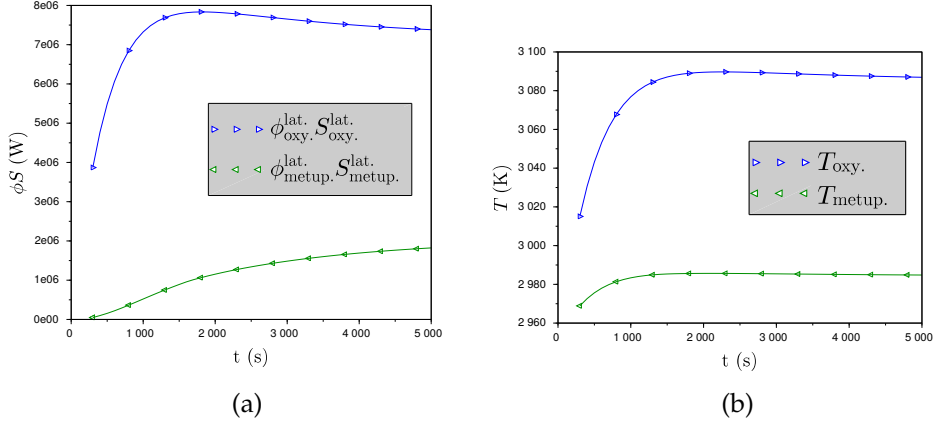 8e06
7e06
6e06
5e06
4e06
3e06
2e06
1e06
0e00
ϕS (W)
ϕ^lat._oxy. S^lat._oxy.
ϕ^lat._metup. S^lat._metup.
0 1 000 2 000 3 000 4 000 5 000
t (s)
(a)
3 100
3 080
3 060
3 040
3 020
3 000
2 980
2 960
T (K)
T_oxy.
T_metup.
0 1 000 2 000 3 000 4 000 5 000
t (s)
(b)